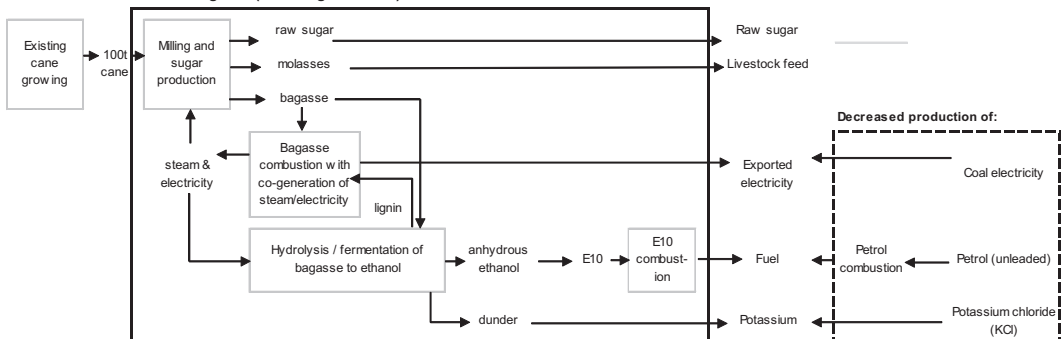 raw sugar
Raw sugar
Existing
cane
growing
100t
cane
Milling and
sugar
production
molasses
Livestock feed
bagasse
Decreased production of:
steam &
electricity
Bagasse
combustion with
co-generation of
steam/electricity
lignin
Exported
electricity
Coal electricity
Hydrolysis / fermentation of
bagasse to ethanol
anhydrous
ethanol
E10
E10
combust-
ion
Fuel
Petrol
combustion
Petrol (unleaded)
dunder
Potassium
Potassium chloride
(KCl)